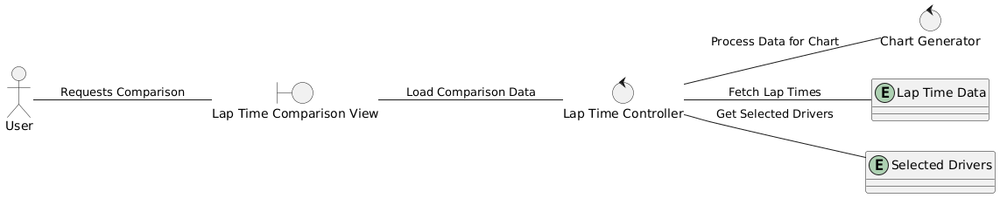 Process Data for Chart
Chart Generator
Requests Comparison
Load Comparison Data
Fetch Lap Times
E Lap Time Data
Get Selected Drivers
User
Lap Time Comparison View
Lap Time Controller
E Selected Drivers